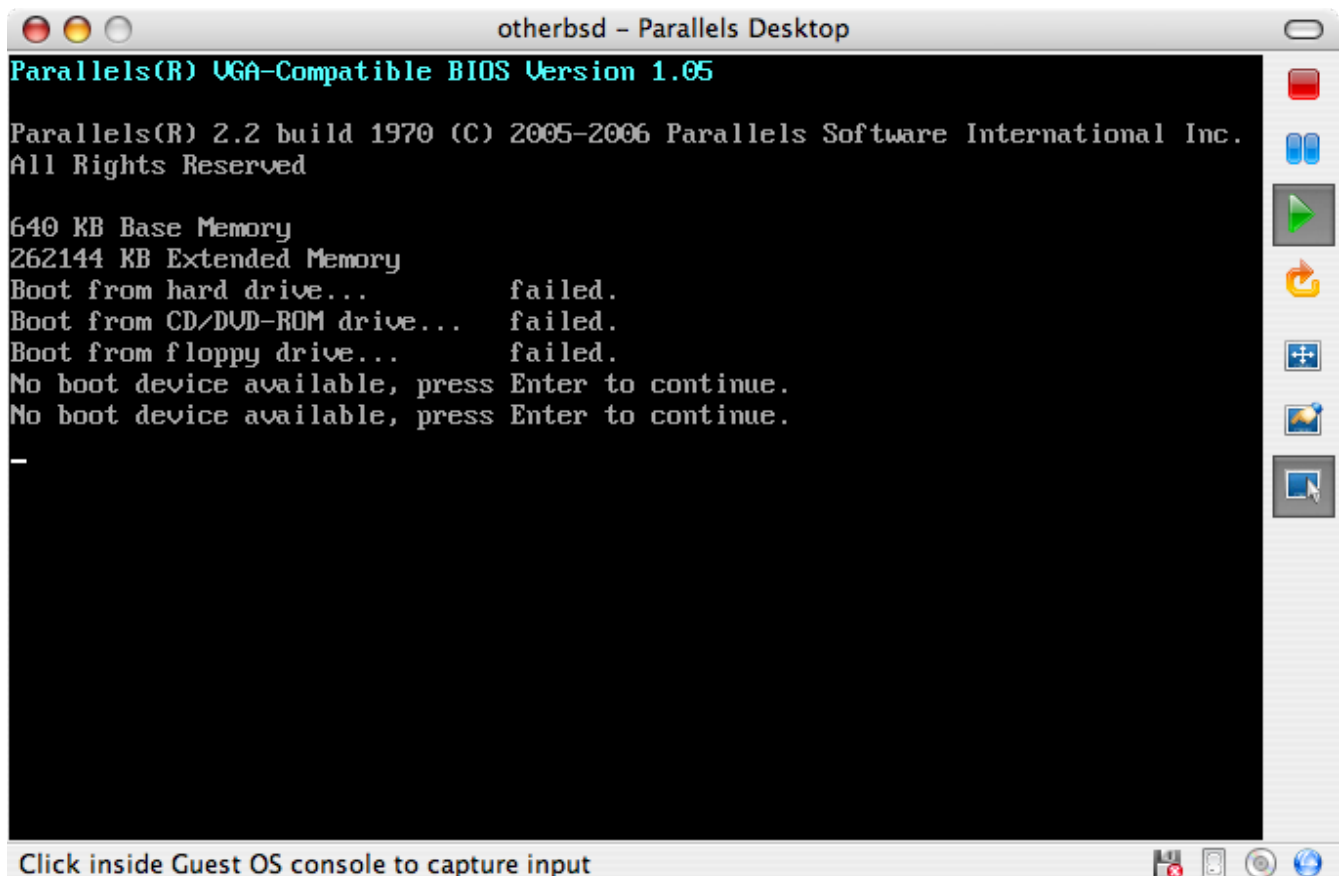 otherbsd – Parallels Desktop
Parallels(R) VGA-Compatible BIOS Version 1.05
Parallels(R) 2.2 build 1970 (C) 2005-2006 Parallels Software International Inc.
All Rights Reserved
640 KB Base Memory
262144 KB Extended Memory
Boot from hard drive... failed.
Boot from CD/DVD-ROM drive... failed.
Boot from floppy drive... failed.
No boot device available, press Enter to continue.
No boot device available, press Enter to continue.
Click inside Guest OS console to capture input